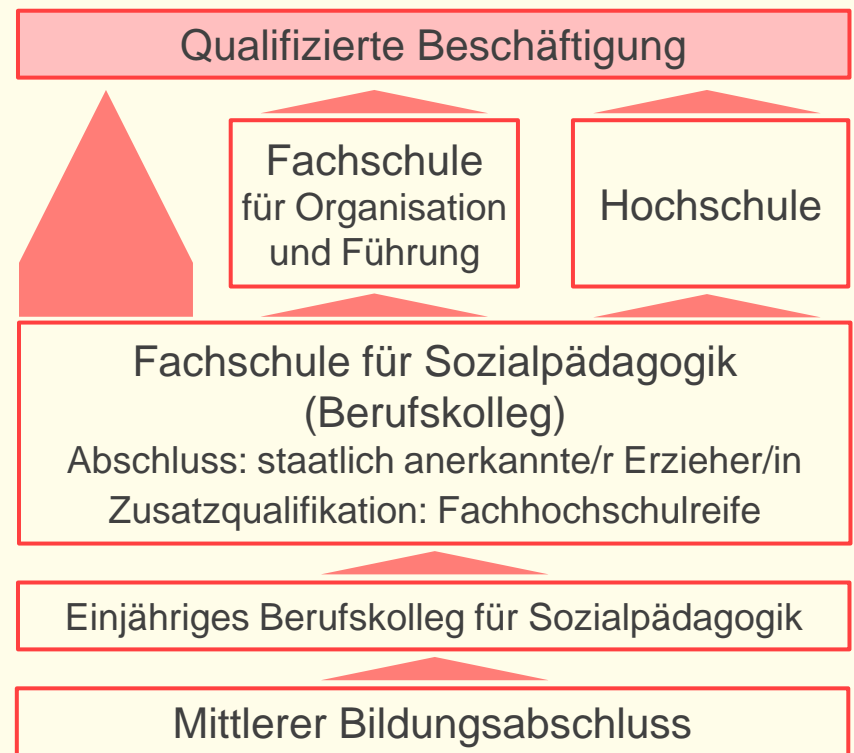 Qualifizierte Beschäftigung
Fachschule
für Organisation
und Führung
Hochschule
Fachschule für Sozialpädagogik
(Berufskolleg)
Abschluss: staatlich anerkannte/r Erzieher/in
Zusatzqualifikation: Fachhochschulreife
Einjähriges Berufskolleg für Sozialpädagogik
Mittlerer Bildungsabschluss